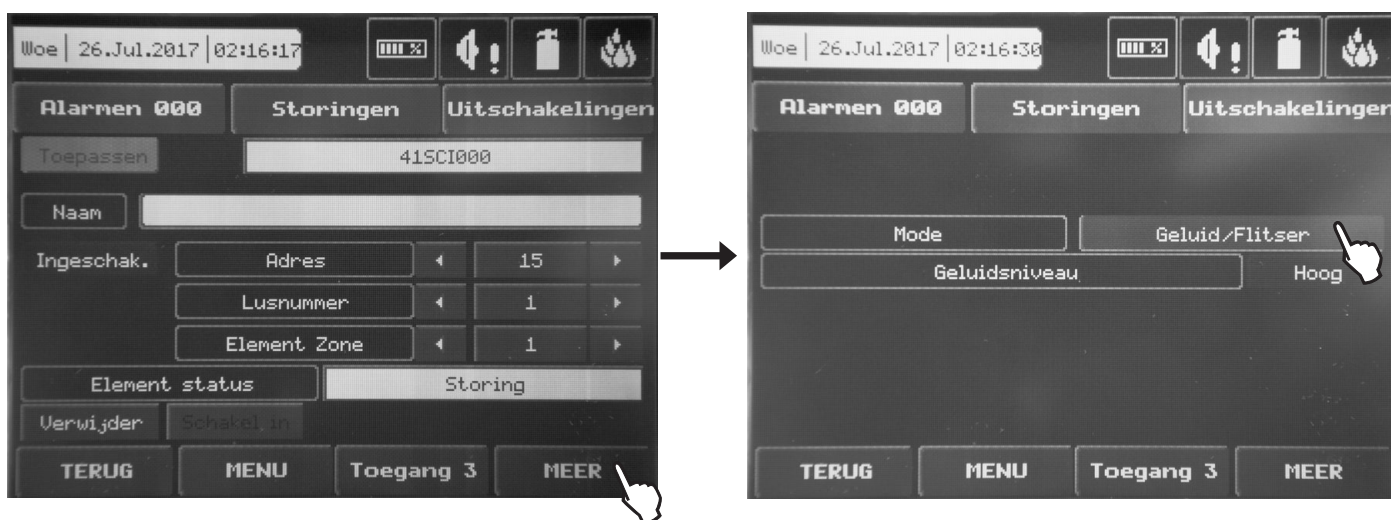 Woe | 26.Jul.2017 | 02:16:17
Alarmen 000 Storingen Uitschakelingen
Toepassen 41SCI000
Naam
Ingeschak. Adres 15
Lusnummer 1
Element Zone 1
Element status Storing
Verwijder Schakel in
TERUG MENU Toegang 3 MEER
Woe | 26.Jul.2017 | 02:16:30
Alarmen 000 Storingen Uitschakelingen
Mode Geluid/Flitser
Geluidsniveau Hoog
TERUG MENU Toegang 3 MEER